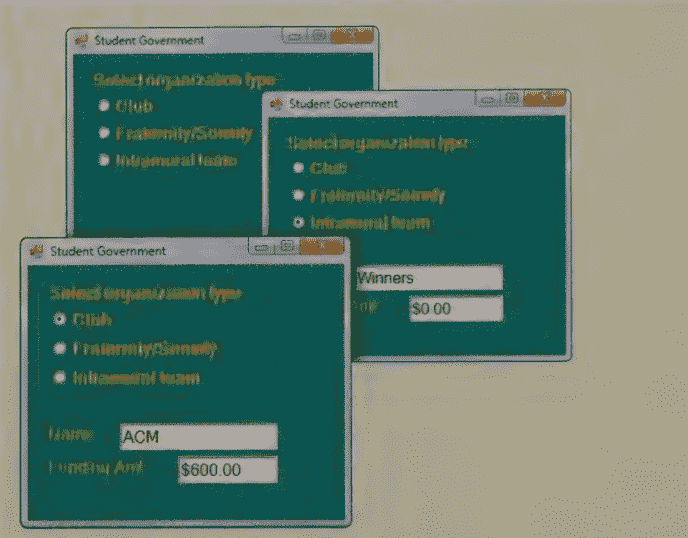 Student Government
Select organization type
Club
Fraternity/Sorority
Intramural team
Student Government
Select organization type
Club
Fraternity/Sorority
Intramural team
Winners
$0.00
Student Government
Select organization type
Club
Fraternity/Sorority
Intramural team
Name
ACM
Funding Amt
$600.00